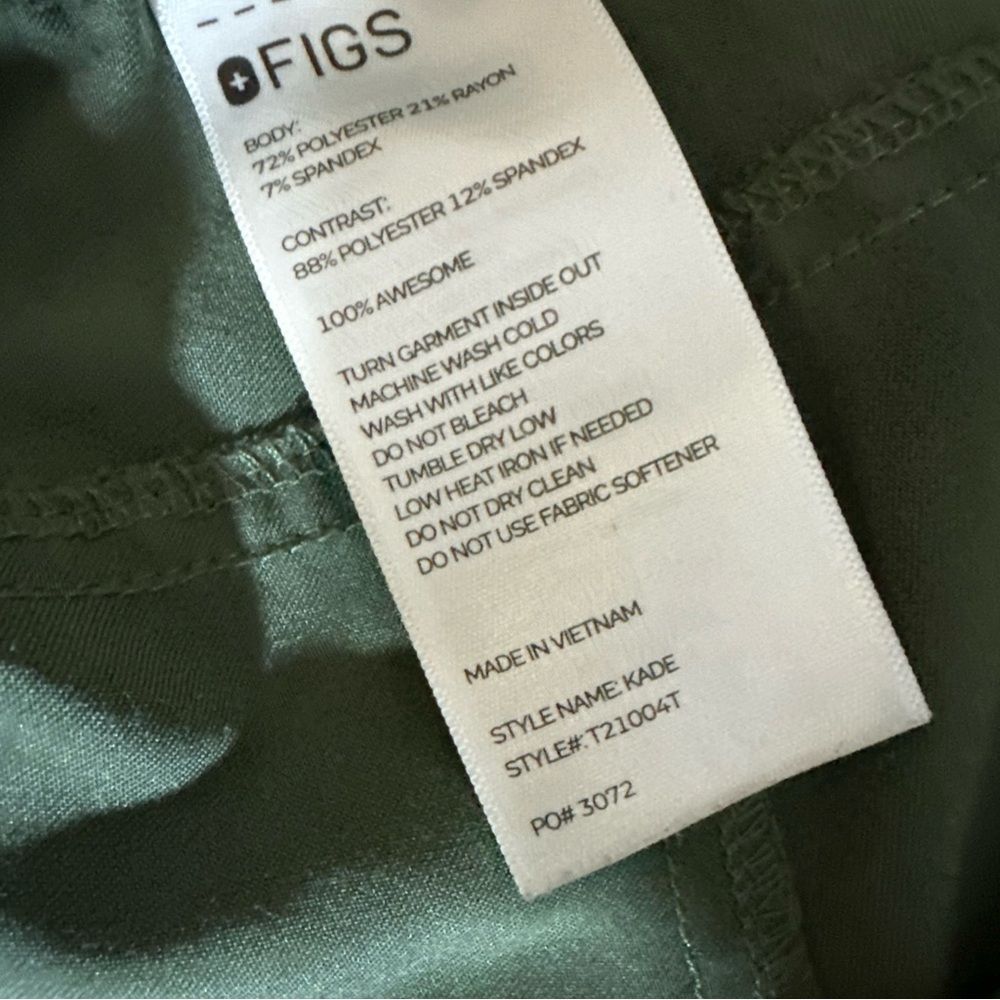 FIGS
BODY:
72% POLYESTER 21% RAYON
7% SPANDEX
CONTRAST:
88% POLYESTER 12% SPANDEX
100% AWESOME
TURN GARMENT INSIDE OUT
MACHINE WASH COLD
WASH WITH LIKE COLORS
DO NOT BLEACH
TUMBLE DRY LOW
LOW HEAT IRON IF NEEDED
DO NOT DRY CLEAN
DO NOT USE FABRIC SOFTENER
MADE IN VIETNAM
STYLE NAME: KADE
STYLE#: T21004T
PO# 3072